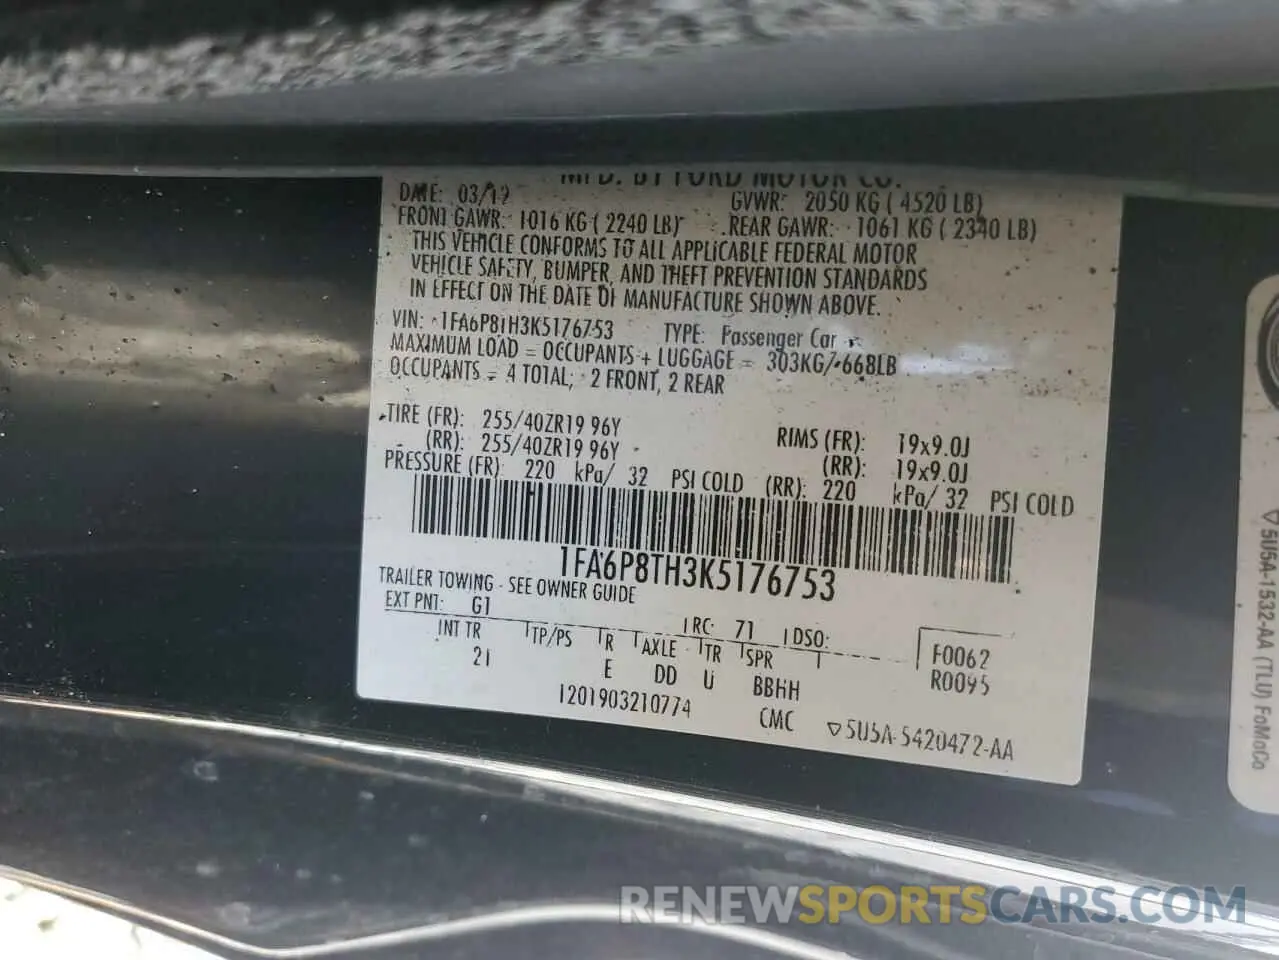 MFD. BY FORD MOTOR CO.
DATE: 03/19 GVWR: 2050 KG ( 4520 LB)
FRONT GAWR: 1016 KG ( 2240 LB) REAR GAWR: 1061 KG ( 2340 LB)
THIS VEHICLE CONFORMS TO ALL APPLICABLE FEDERAL MOTOR
VEHICLE SAFETY, BUMPER, AND THEFT PREVENTION STANDARDS
IN EFFECT ON THE DATE OF MANUFACTURE SHOWN ABOVE.
VIN: 1FA6P8TH3K5176753 TYPE: Passenger Car
MAXIMUM LOAD = OCCUPANTS + LUGGAGE = 303KG/ 668LB
OCCUPANTS = 4 TOTAL; 2 FRONT, 2 REAR
TIRE (FR): 255/40ZR19 96Y RIMS (FR): 19x9.0J
(RR): 255/40ZR19 96Y (RR): 19x9.0J
PRESSURE (FR) 220 kPa/ 32 PSI COLD (RR): 220 kPa/ 32 PSI COLD
1FA6P8TH3K5176753
TRAILER TOWING - SEE OWNER GUIDE
EXT PNT: G1 RC: 71 DSO: F0062
INT TR TP/PS R AXLE TR SPR R0095
21 E DD U BBHH
1201903210774 CMC ▽5U5A-5420472-AA
▽5U5A-1532-AA (TLU) FoMoCo
RENEWSPORTSCARS.COM